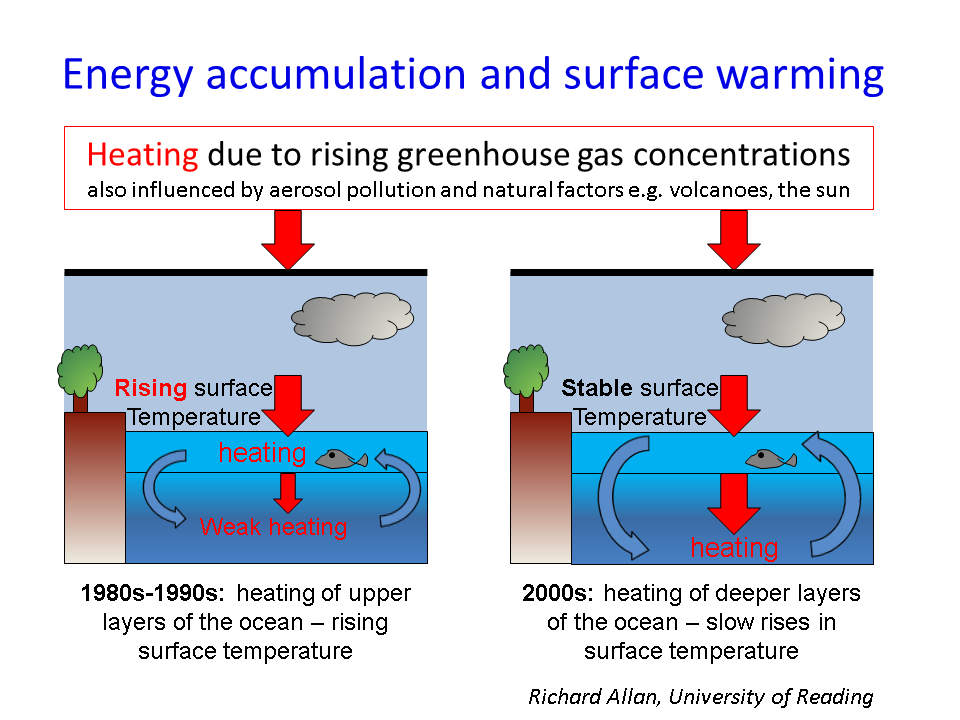 Energy accumulation and surface warming
Heating due to rising greenhouse gas concentrations
also influenced by aerosol pollution and natural factors e.g. volcanoes, the sun
Rising surface
Temperature
heating
Weak heating
Stable surface
Temperature
heating
1980s-1990s: heating of upper
layers of the ocean – rising
surface temperature
2000s: heating of deeper layers
of the ocean – slow rises in
surface temperature
Richard Allan, University of Reading